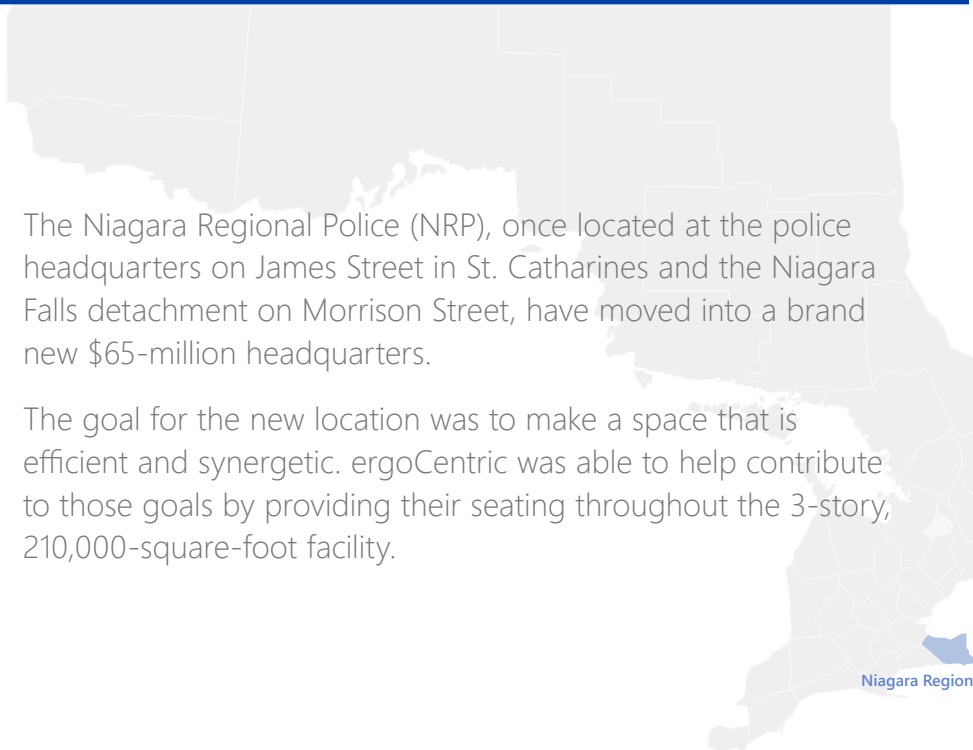 The Niagara Regional Police (NRP), once located at the police
headquarters on James Street in St. Catharines and the Niagara
Falls detachment on Morrison Street, have moved into a brand
new $65-million headquarters.
The goal for the new location was to make a space that is
efficient and synergetic. ergoCentric was able to help contribute
to those goals by providing their seating throughout the 3-story,
210,000-square-foot facility.
Niagara Region